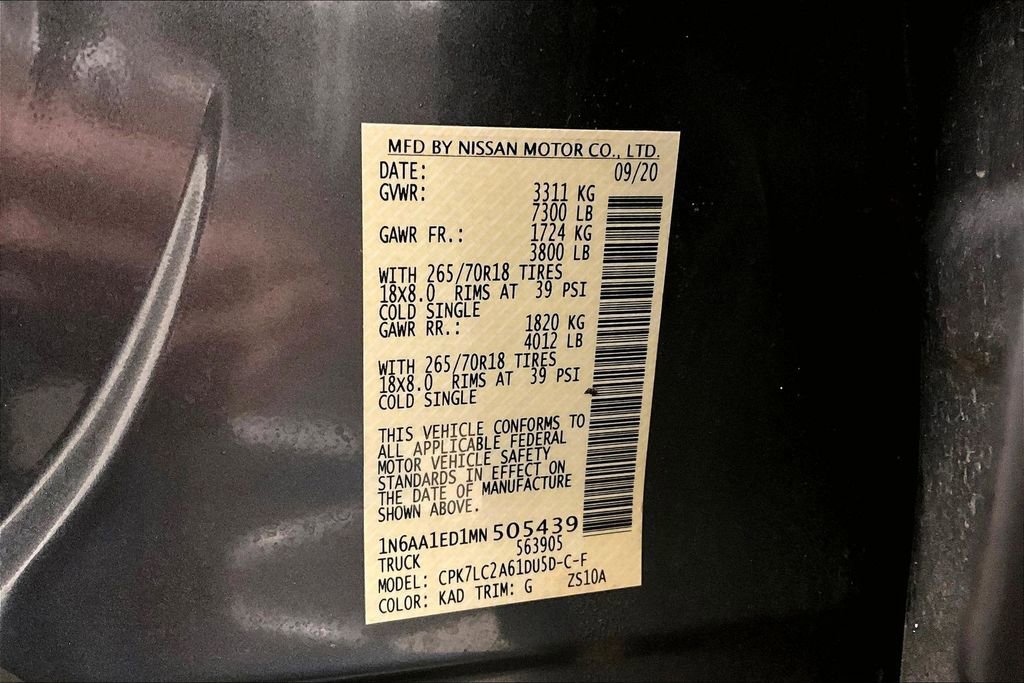 MFD BY NISSAN MOTOR CO., LTD.
DATE: 09/20
GVWR: 3311 KG
7300 LB
GAWR FR.: 1724 KG
3800 LB
WITH 265/70R18 TIRES
18X8.0 RIMS AT 39 PSI
COLD SINGLE
GAWR RR.: 1820 KG
4012 LB
WITH 265/70R18 TIRES
18X8.0 RIMS AT 39 PSI
COLD SINGLE
THIS VEHICLE CONFORMS TO
ALL APPLICABLE FEDERAL
MOTOR VEHICLE SAFETY
STANDARDS IN EFFECT ON
THE DATE OF MANUFACTURE
SHOWN ABOVE.
1N6AA1ED1MN 505439
TRUCK 563905
MODEL: CPK7LC2A61DU5D-C-F
COLOR: KAD TRIM: G ZS10A